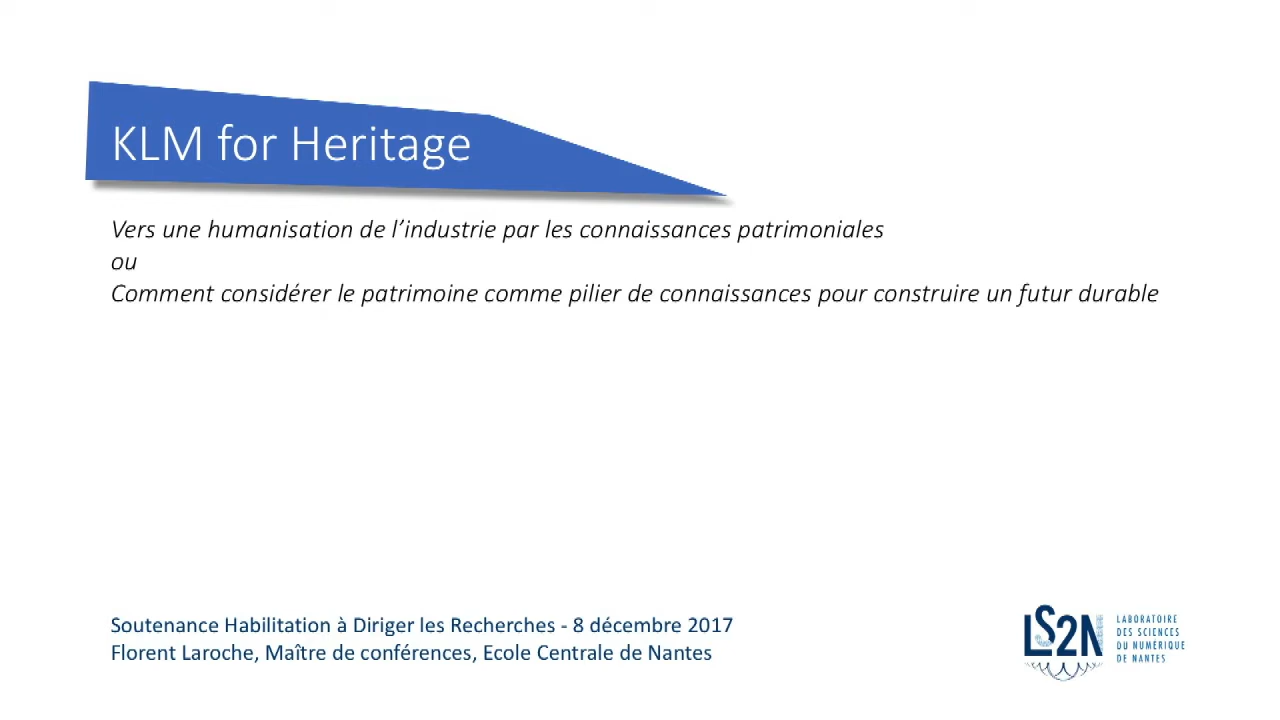 KLM for Heritage
Vers une humanisation de l’industrie par les connaissances patrimoniales
ou
Comment considérer le patrimoine comme pilier de connaissances pour construire un futur durable
Soutenance Habilitation à Diriger les Recherches - 8 décembre 2017
Florent Laroche, Maître de conférences, Ecole Centrale de Nantes
LS2N
LABORATOIRE
DES SCIENCES
DU NUMÉRIQUE
DE NANTES